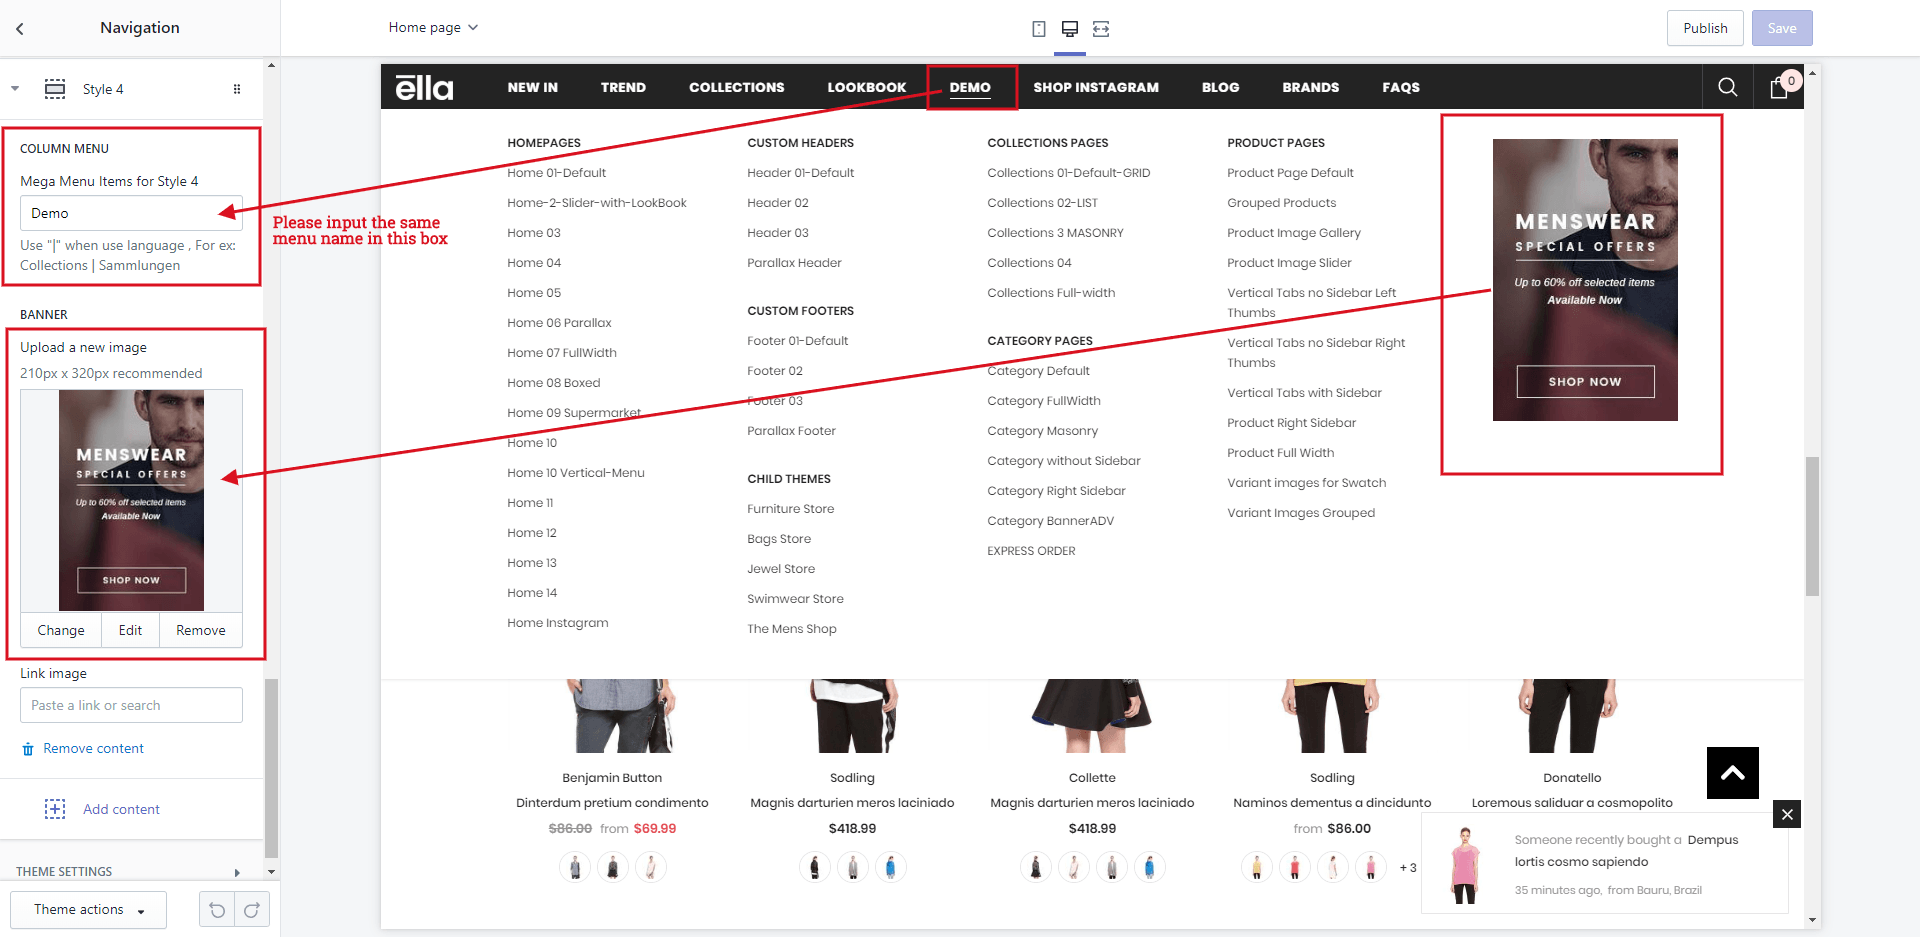 Navigation
Home page
Publish
Save
Style 4
COLUMN MENU
Mega Menu Items for Style 4
Demo
Use "|" when use language , For ex:
Collections | Sammlungen
BANNER
Upload a new image
210px x 320px recommended
MENSWEAR
SPECIAL OFFERS
Up to 60% off selected items
Available Now
SHOP NOW
Change
Edit
Remove
Link image
Paste a link or search
Remove content
Add content
THEME SETTINGS
Theme actions
Please input the same
menu name in this box
ēlla
NEW IN
TREND
COLLECTIONS
LOOKBOOK
DEMO
SHOP INSTAGRAM
BLOG
BRANDS
FAQS
0
HOMEPAGES
Home 01-Default
Home-2-Slider-with-LookBook
Home 03
Home 04
Home 05
Home 06 Parallax
Home 07 FullWidth
Home 08 Boxed
Home 09 Supermarket
Home 10
Home 10 Vertical-Menu
Home 11
Home 12
Home 13
Home 14
Home Instagram
CUSTOM HEADERS
Header 01-Default
Header 02
Header 03
Parallax Header
CUSTOM FOOTERS
Footer 01-Default
Footer 02
Footer 03
Parallax Footer
CHILD THEMES
Furniture Store
Bags Store
Jewel Store
Swimwear Store
The Mens Shop
COLLECTIONS PAGES
Collections 01-Default-GRID
Collections 02-LIST
Collections 3 MASONRY
Collections 04
Collections Full-width
CATEGORY PAGES
Category Default
Category FullWidth
Category Masonry
Category without Sidebar
Category Right Sidebar
Category BannerADV
EXPRESS ORDER
PRODUCT PAGES
Product Page Default
Grouped Products
Product Image Gallery
Product Image Slider
Vertical Tabs no Sidebar Left
Thumbs
Vertical Tabs no Sidebar Right
Thumbs
Vertical Tabs with Sidebar
Product Right Sidebar
Product Full Width
Variant images for Swatch
Variant Images Grouped
MENSWEAR
SPECIAL OFFERS
Up to 60% off selected items
Available Now
SHOP NOW
Benjamin Button
Dinterdum pretium condimento
$86.00 from $69.99
Sodling
Magnis darturien meros laciniado
$418.99
Collette
Magnis darturien meros laciniado
$418.99
Sodling
Naminos dementus a dincidunto
from $86.00
+ 3
Donatello
Loremous saliduar a cosmopolito
Someone recently bought a Dempus
lortis cosmo sapiendo
35 minutes ago, from Bauru, Brazil